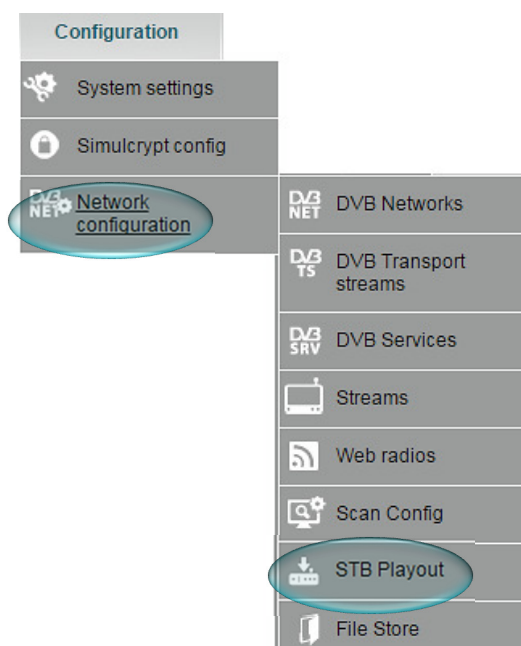 Configuration
System settings
Simulcrypt config
DVB
NET
Network
configuration
DVB
NET
DVB Networks
DVB
TS
DVB Transport
streams
DVB
SRV
DVB Services
Streams
Web radios
Scan Config
STB Playout
File Store